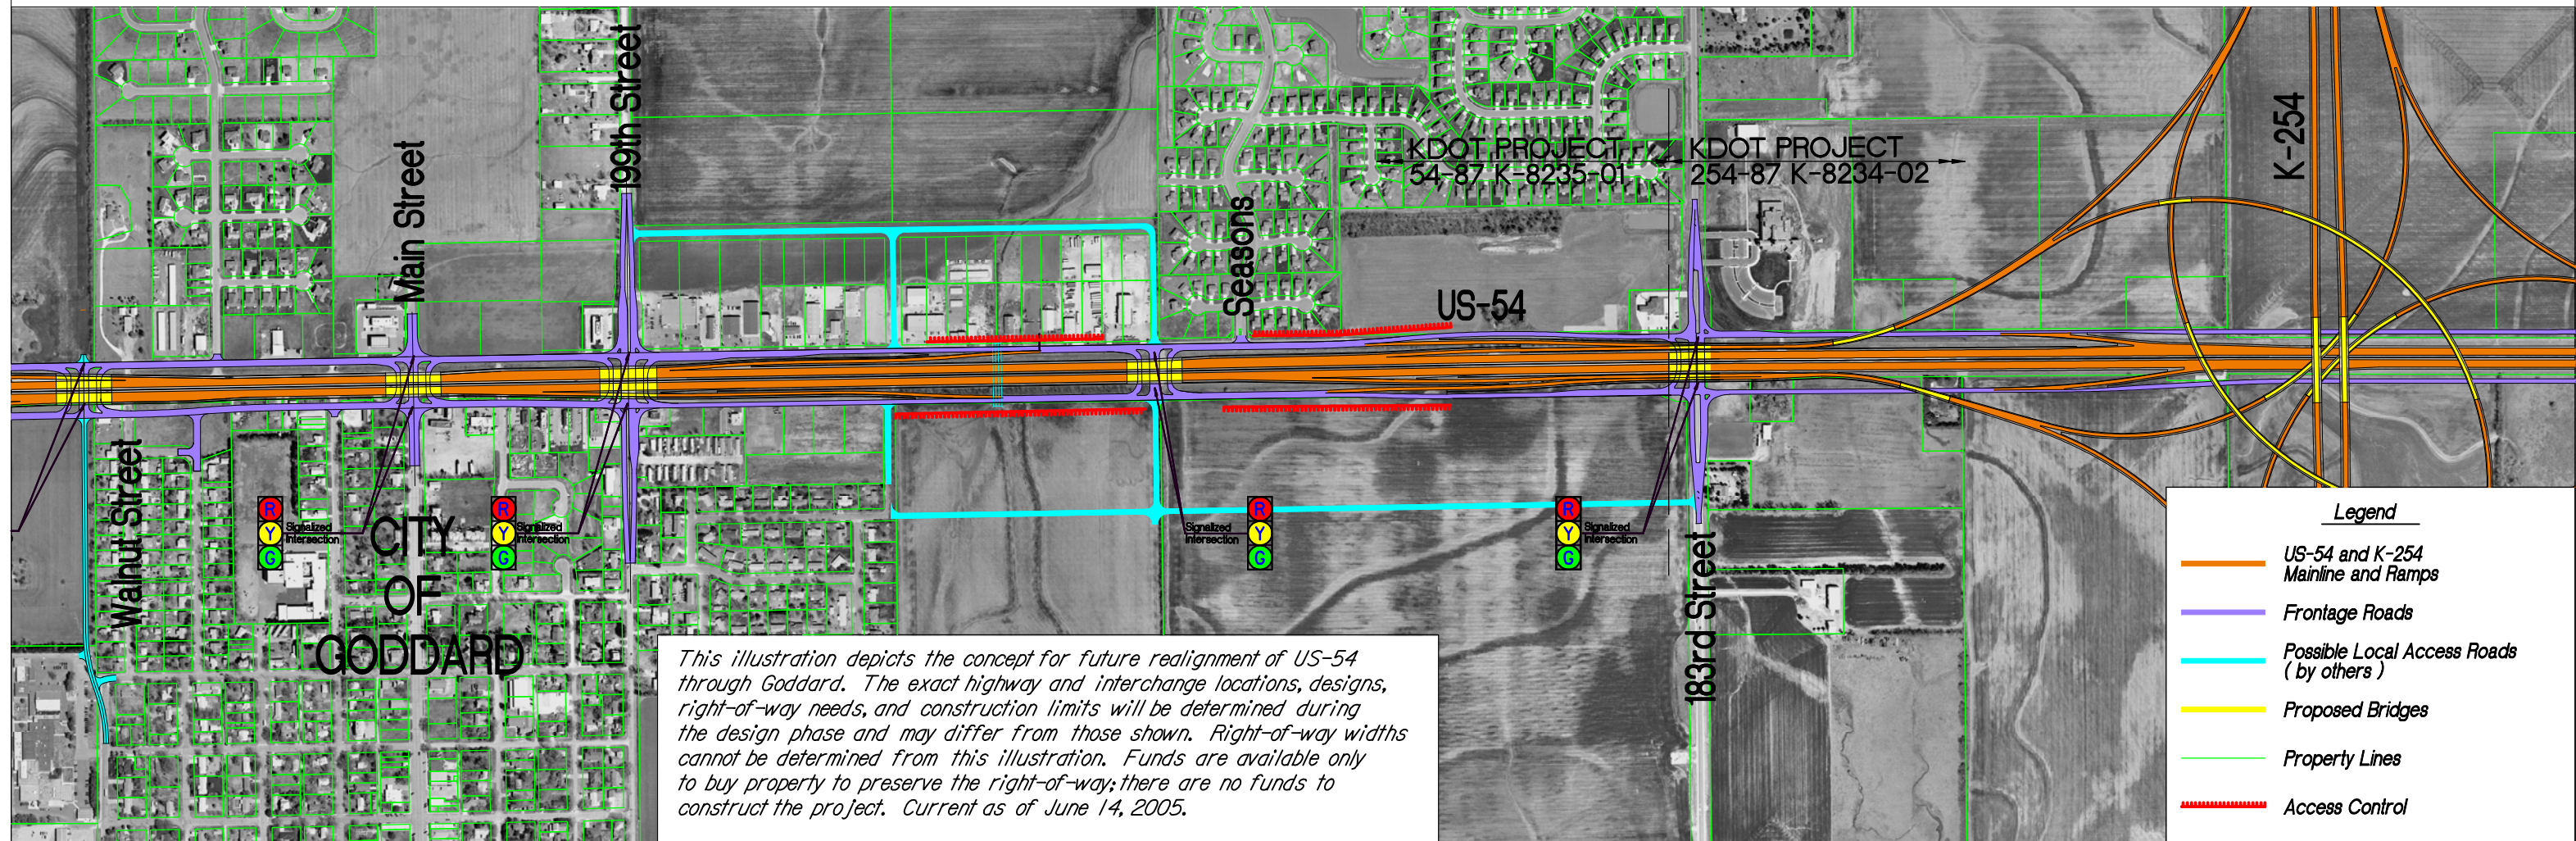 Main Street
199th Street
Seasons
US-54
KDOT PROJECT
54-87 K-8235-01
KDOT PROJECT
254-87 K-8234-02
K-254
Walnut Street
R
Y
G
Signalized
Intersection
CITY
OF
GODDARD
R
Y
G
Signalized
Intersection
Signalized
Intersection
R
Y
G
R
Y
G
Signalized
Intersection
183rd Street
This illustration depicts the concept for future realignment of US-54
through Goddard. The exact highway and interchange locations, designs,
right-of-way needs, and construction limits will be determined during
the design phase and may differ from those shown. Right-of-way widths
cannot be determined from this illustration. Funds are available only
to buy property to preserve the right-of-way; there are no funds to
construct the project. Current as of June 14, 2005.
Legend
US-54 and K-254
Mainline and Ramps
Frontage Roads
Possible Local Access Roads
( by others )
Proposed Bridges
Property Lines
Access Control